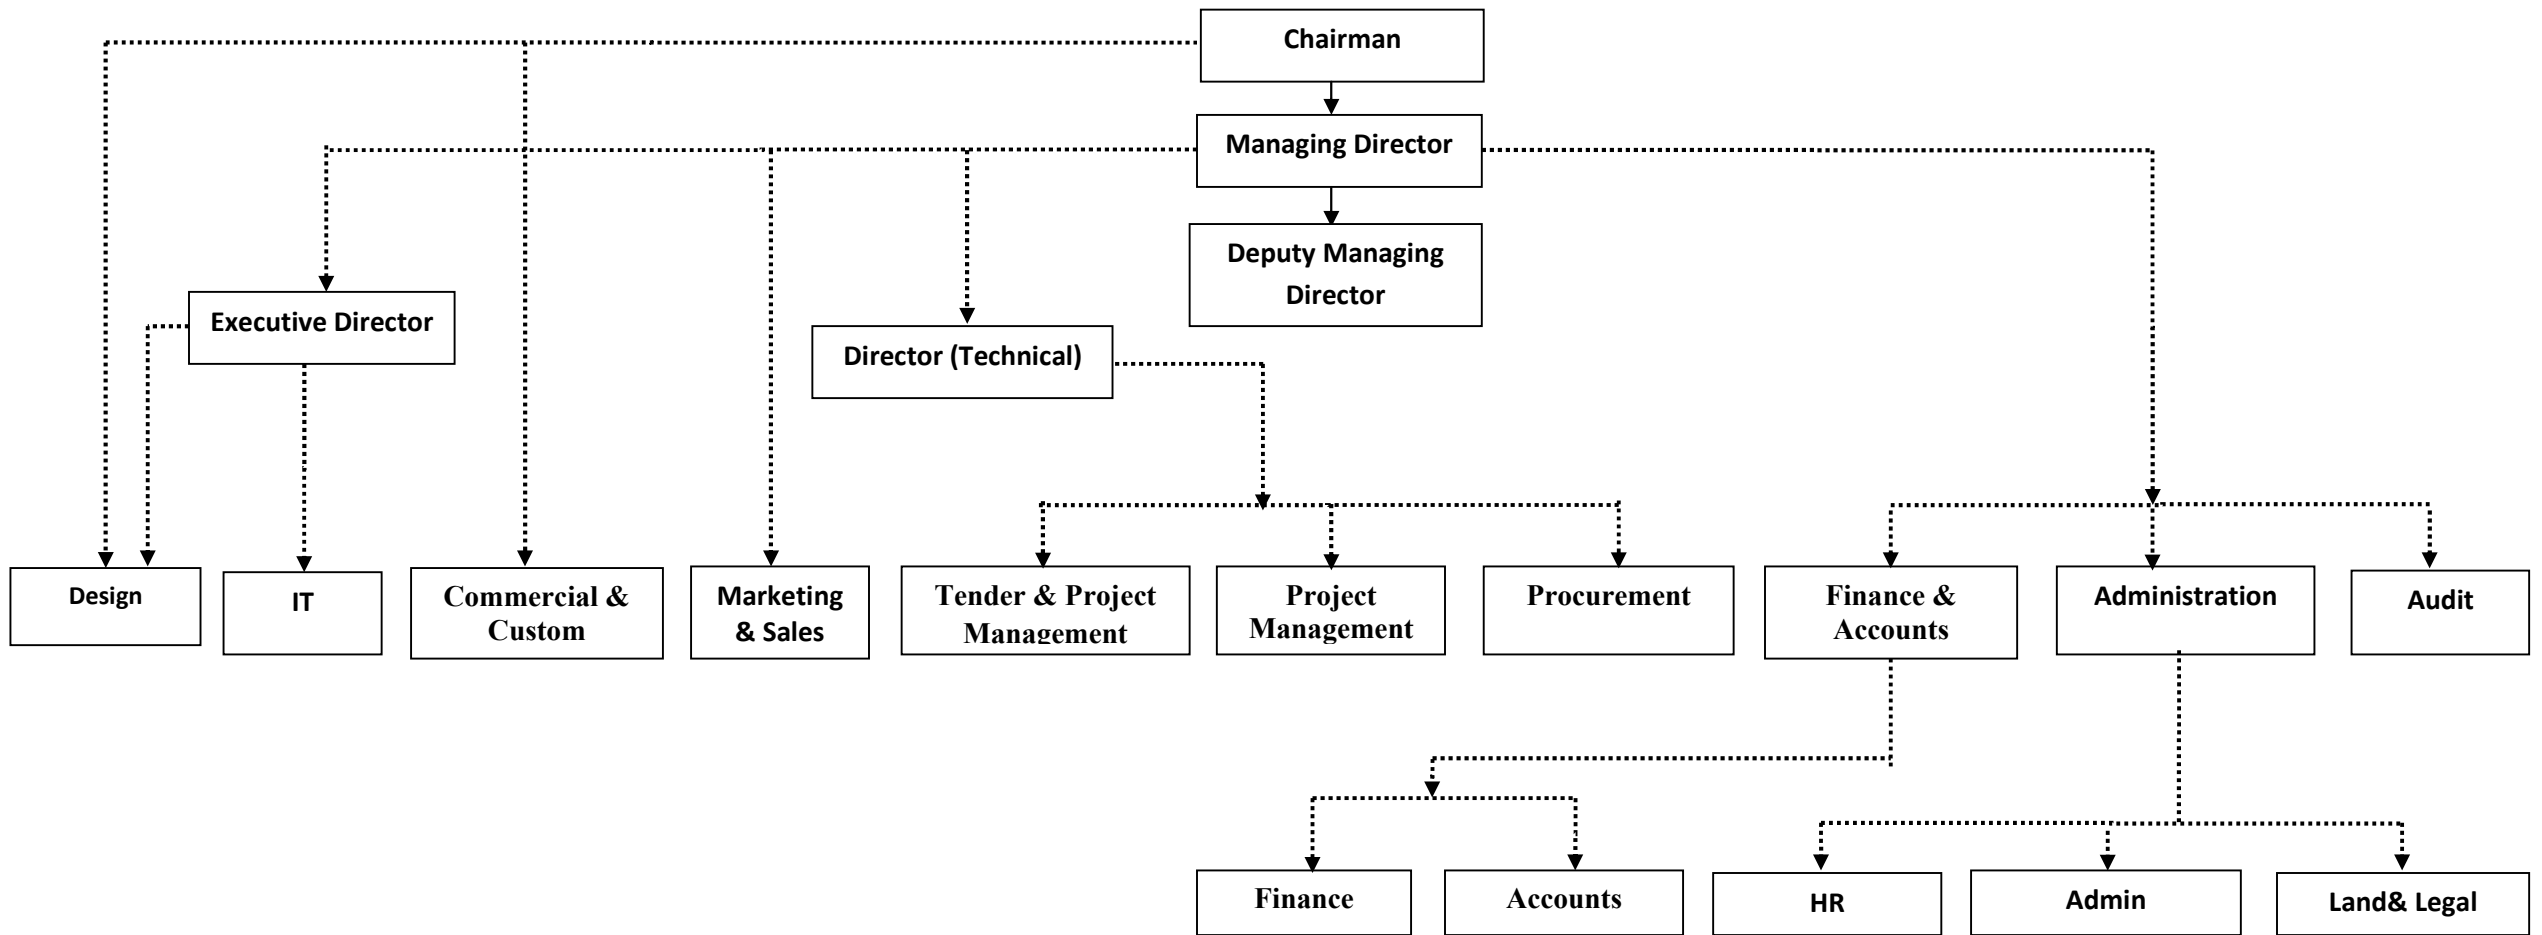 Chairman
Managing Director
Deputy Managing
Director
Executive Director
Director (Technical)
Design
IT
Commercial &
Custom
Marketing
& Sales
Tender & Project
Management
Project
Management
Procurement
Finance &
Accounts
Administration
Audit
Finance
Accounts
HR
Admin
Land& Legal